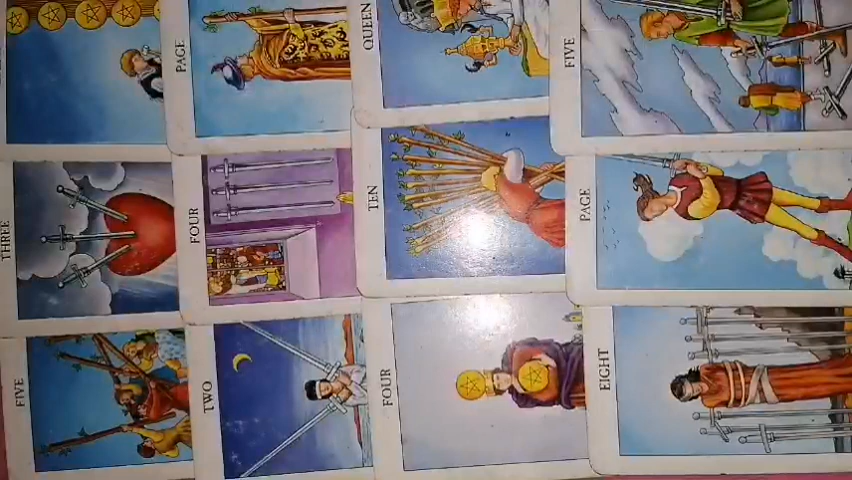 PAGE
QUEEN
FIVE
THREE
FOUR
TEN
PAGE
FIVE
TWO
FOUR
EIGHT